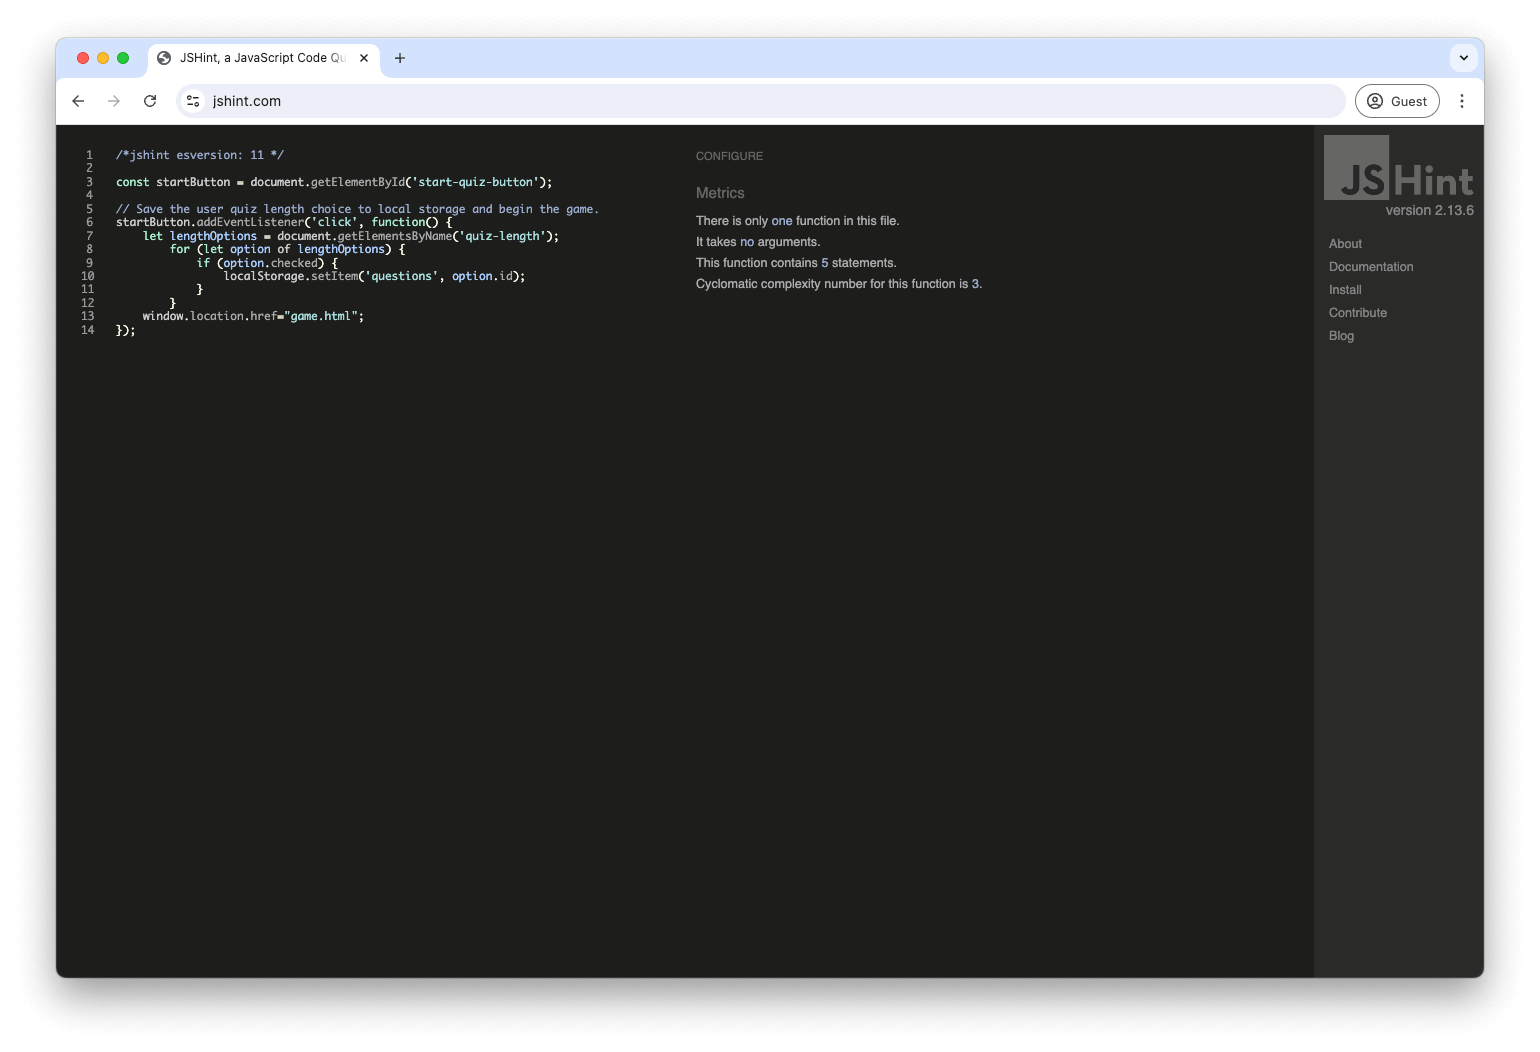 JSHint, a JavaScript Code Qu
jshint.com
Guest
1 /*jshint esversion: 11 */
2
3 const startButton = document.getElementById('start-quiz-button');
4
5 // Save the user quiz length choice to local storage and begin the game.
6 startButton.addEventListener('click', function() {
7     let lengthOptions = document.getElementsByName('quiz-length');
8         for (let option of lengthOptions) {
9             if (option.checked) {
10                 localStorage.setItem('questions', option.id);
11             }
12         }
13     window.location.href="game.html";
14 });
CONFIGURE
Metrics
There is only one function in this file.
It takes no arguments.
This function contains 5 statements.
Cyclomatic complexity number for this function is 3.
JSHint
version 2.13.6
About
Documentation
Install
Contribute
Blog